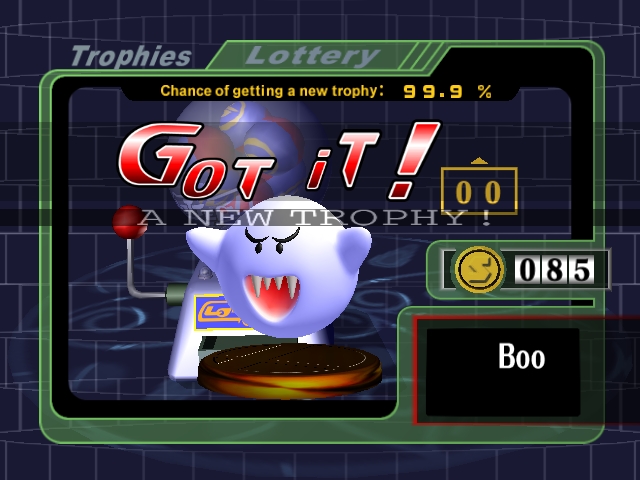 Trophies Lottery
Chance of getting a new trophy: 99.9 %
GOT iT!
00
A NEW TROPHY!
085
Boo